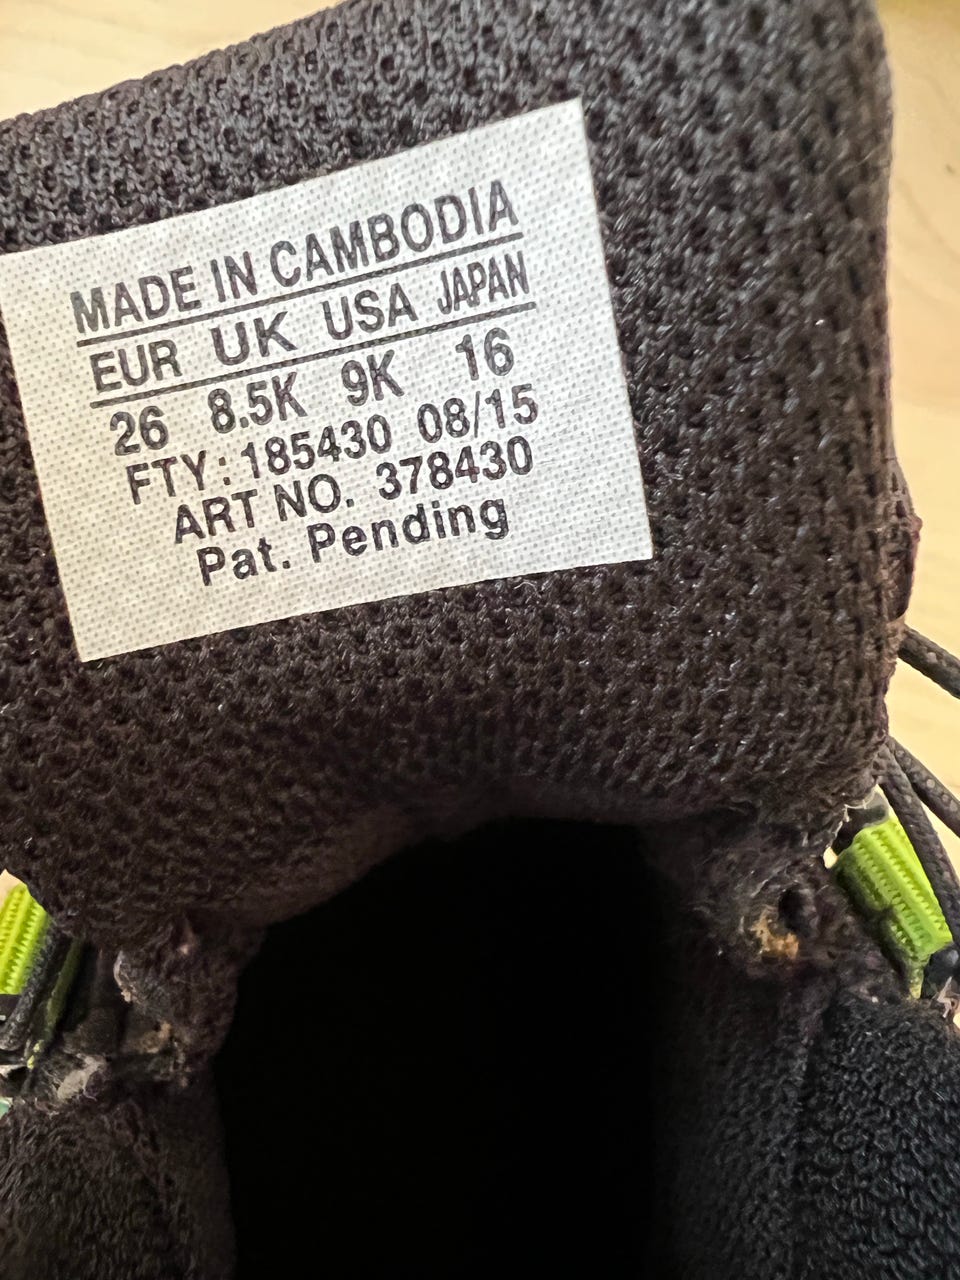 MADE IN CAMBODIA
EUR UK USA JAPAN
26 8.5K 9K 16
FTY: 185430 08/15
ART NO. 378430
Pat. Pending